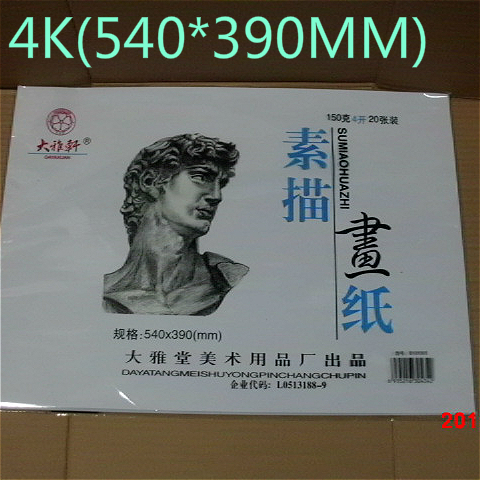 4K(540*390MM)
大雅轩®
DAYAXUAN
150克 4开 20张装
素描畫纸
SUMIAOHUAZHI
规格:540x390(mm)
大雅堂美术用品厂出品
DAYATANGMEISHUYONGPINCHANGCHUPIN
企业代码: L0513188-9
201